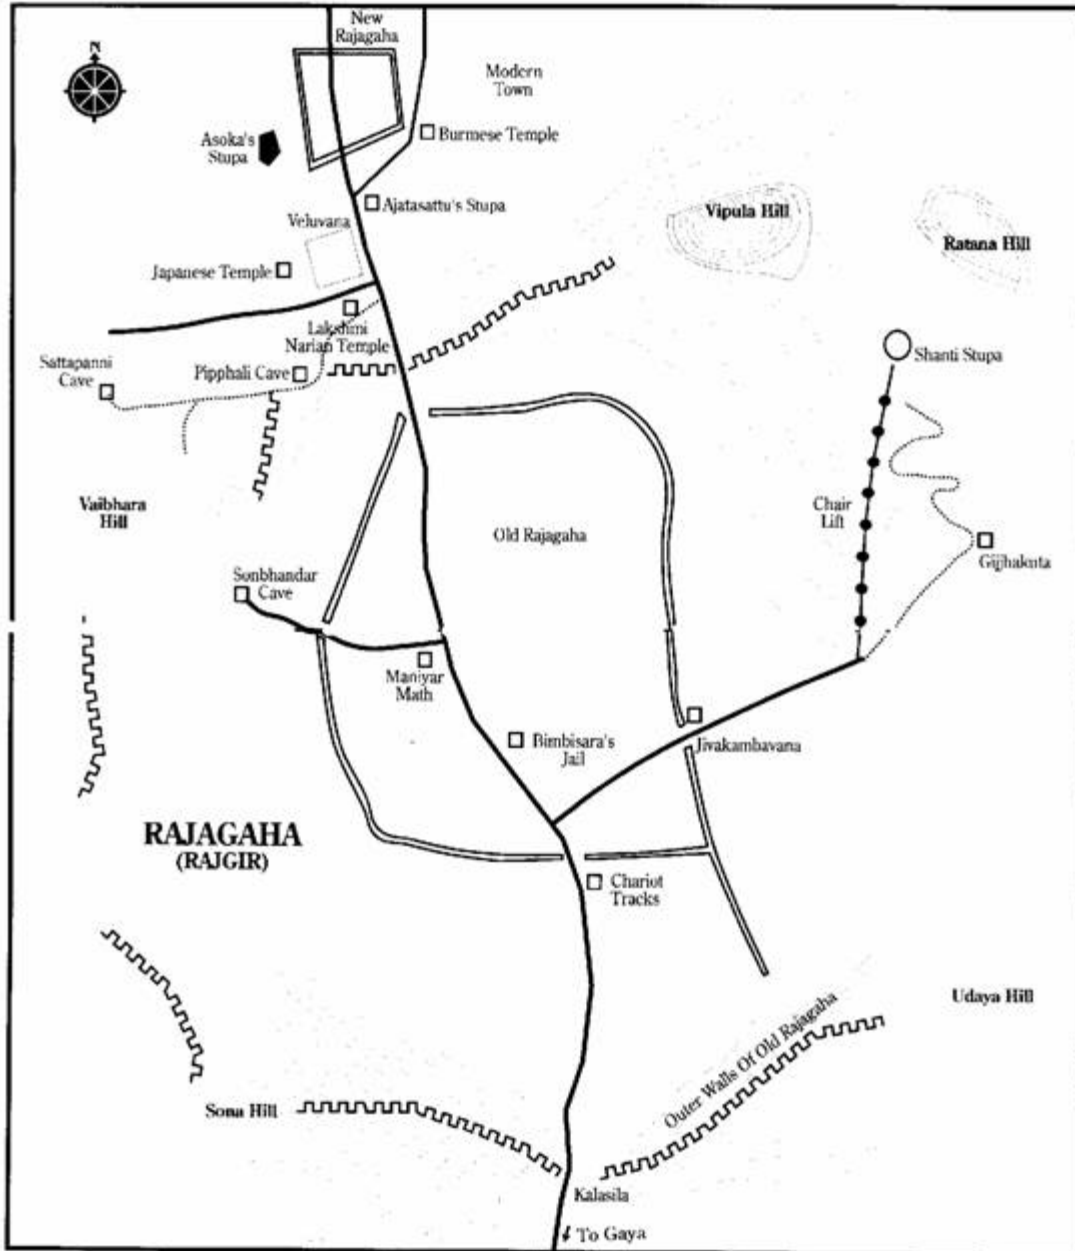 New
Rajagaha
N
Modern
Town
Asoka's
Stupa
Burmese Temple
Ajatasattu's Stupa
Veluvana
Vipula Hill
Ratana Hill
Japanese Temple
Lakshmi
Narian Temple
Shanti Stupa
Sattapanni
Cave
Pipphali Cave
Vaibhara
Hill
Chair
Lift
Old Rajagaha
Gijjhakuta
Sonbhandar
Cave
Maniyar
Math
Bimbisara's
Jail
Jivakambavana
RAJAGAHA
(RAJGIR)
Chariot
Tracks
Udaya Hill
Outer Walls Of Old Rajagaha
Sona Hill
Kalasila
To Gaya